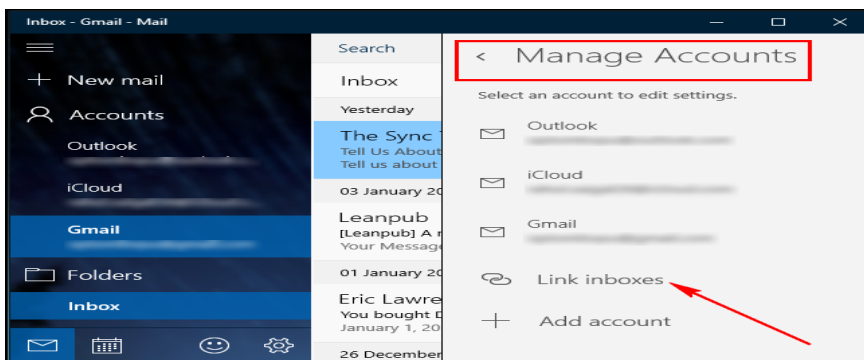 Inbox - Gmail - Mail
New mail
Accounts
Outlook
iCloud
Gmail
Folders
Inbox
Search
Inbox
Yesterday
The Sync
Tell Us About
Tell us about
03 January 20
Leanpub
[Leanpub] A
Your Message
01 January 20
Eric Lawre
You bought
January 1, 20
26 December
< Manage Accounts
Select an account to edit settings.
Outlook
iCloud
Gmail
Link inboxes
Add account